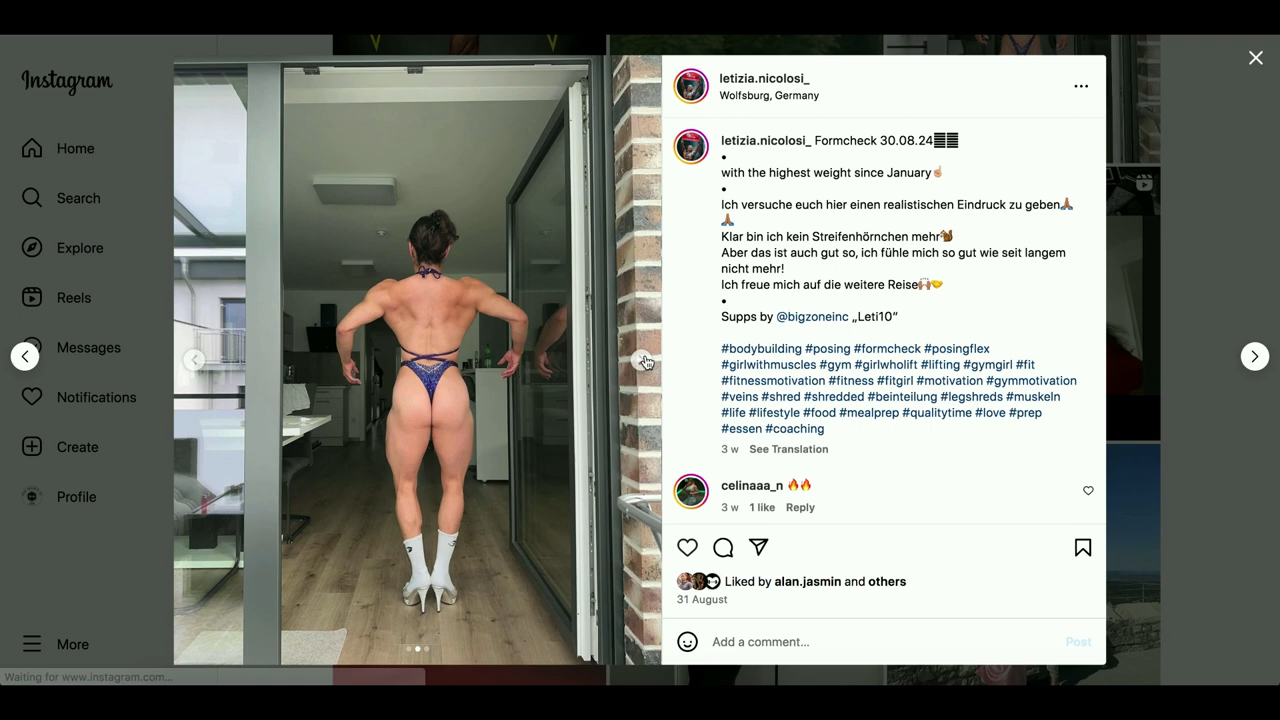 Instagram
Home
Search
Explore
Reels
Messages
Notifications
Create
Profile
More
Waiting for www.instagram.com...
letizia.nicolosi_
Wolfsburg, Germany
letizia.nicolosi_ Formcheck 30.08.24
•
with the highest weight since January☝🏼
•
Ich versuche euch hier einen realistischen Eindruck zu geben🙏🏽
🙏🏽
Klar bin ich kein Streifenhörnchen mehr🐿️
Aber das ist auch gut so, ich fühle mich so gut wie seit langem
nicht mehr!
Ich freue mich auf die weitere Reise🙌🏼🤝
•
Supps by @bigzoneinc „Leti10“
#bodybuilding #posing #formcheck #posingflex
#girlwithmuscles #gym #girlwholift #lifting #gymgirl #fit
#fitnessmotivation #fitness #fitgirl #motivation #gymmotivation
#veins #shred #shredded #beinteilung #legshreds #muskeln
#life #lifestyle #food #mealprep #qualitytime #love #prep
#essen #coaching
3 w See Translation
celinaaa_n 🔥🔥
3 w 1 like Reply
Liked by alan.jasmin and others
31 August
Add a comment...
Post